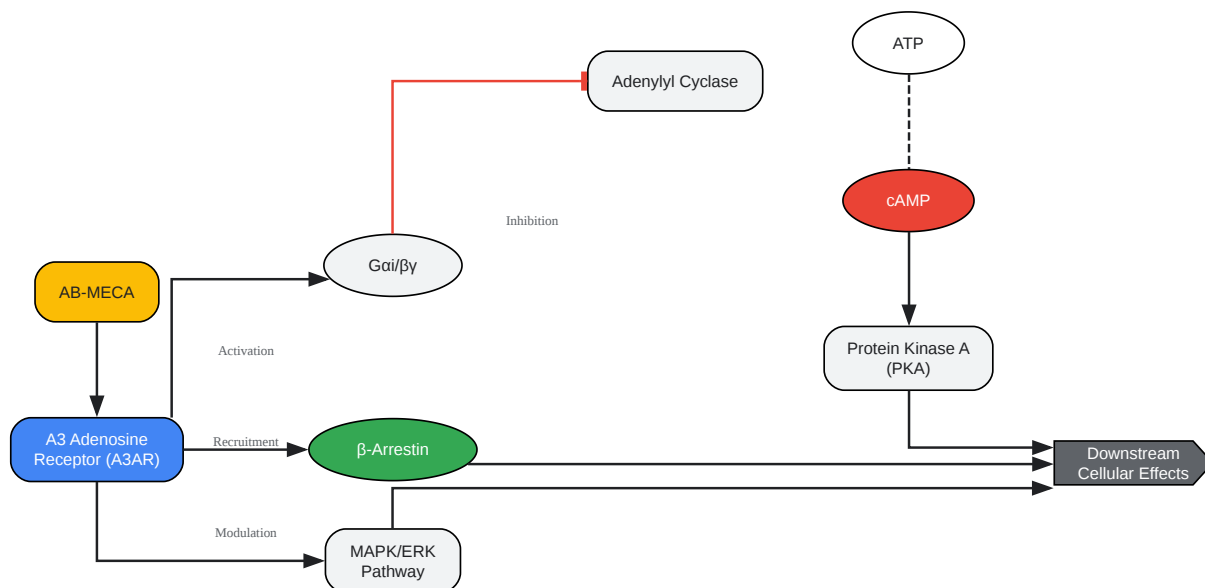 ATP
Adenylyl Cyclase
cAMP
Inhibition
Gαi/βγ
AB-MECA
Activation
Protein Kinase A
(PKA)
A3 Adenosine
Receptor (A3AR)
Recruitment
β-Arrestin
Downstream
Cellular Effects
Modulation
MAPK/ERK
Pathway